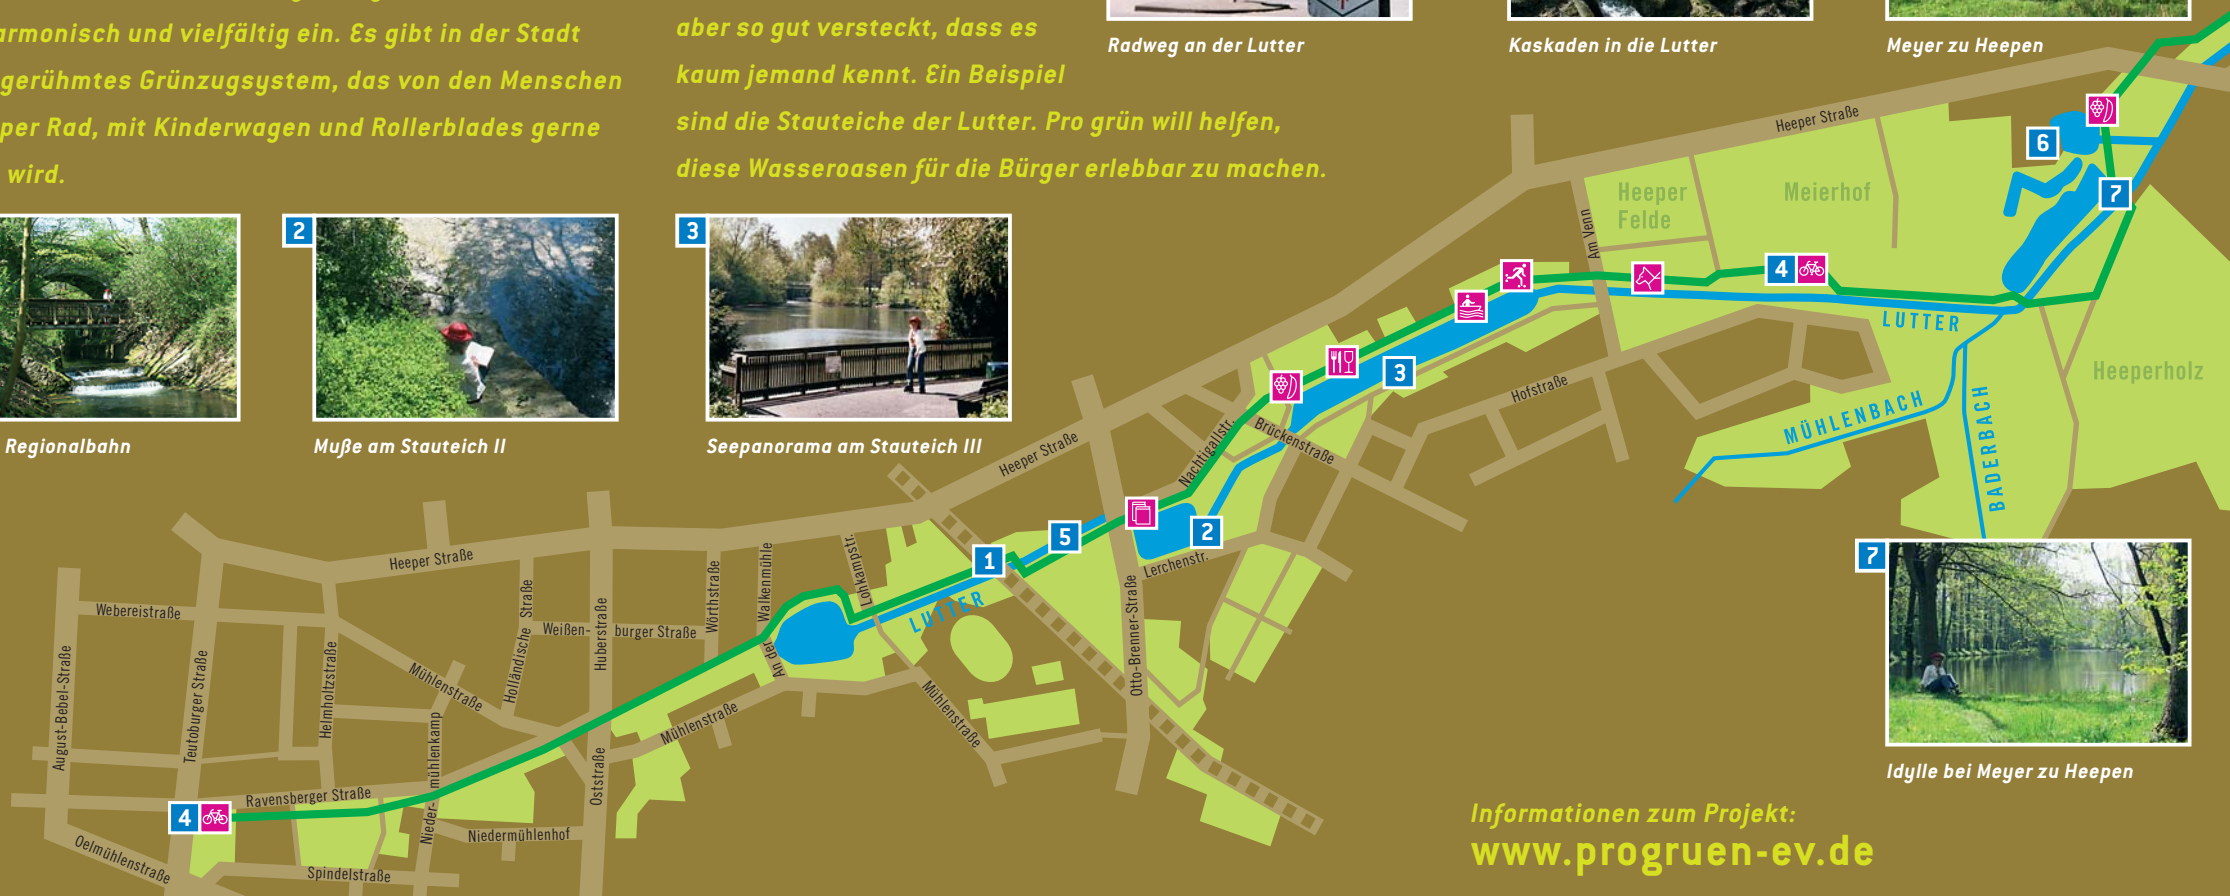 armonisch und vielfältig ein. Es gibt in der Stadt
gerühmtes Grünzugsystem, das von den Menschen
per Rad, mit Kinderwagen und Rollerblades gerne
wird.
aber so gut versteckt, dass es
kaum jemand kennt. Ein Beispiel
sind die Stauteiche der Lutter. Pro grün will helfen,
diese Wasseroasen für die Bürger erlebbar zu machen.
Radweg an der Lutter
Kaskaden in die Lutter
Meyer zu Heepen
Regionalbahn
2
Muße am Stauteich II
3
Seepanorama am Stauteich III
Heeper Straße
6
7
Heeper
Felde
Meierhof
Am Venn
4
LUTTER
Heeperholz
3
Hofstraße
MÜHLENBACH
BADERBACH
Brückenstraße
Nachtigallstr.
Heeper Straße
2
5
1
Lerchenstr.
Heeper Straße
Lohkampstr.
An der Walkenmühle
Wörthstraße
LUTTER
Webereistraße
Holländische Straße
Weißen-burger Straße
Huberstraße
Otto-Brenner-Straße
August-Bebel-Straße
Teutoburger Straße
Helmholtzstraße
Mühlenstraße
Mühlenstraße
Mühlenstraße
Nieder-mühlenkamp
Oststraße
Ravensberger Straße
4
Niedermühlenhof
Oelmühlenstraße
Spindelstraße
7
Idylle bei Meyer zu Heepen
Informationen zum Projekt:
www.progruen-ev.de